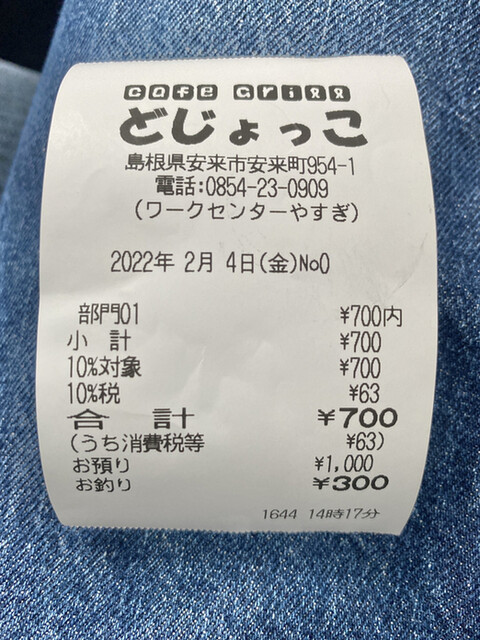 cafe Grill
どじょっこ
島根県安来市安来町954-1
電話:0854-23-0909
(ワークセンターやすぎ)
2022年 2月 4日(金)No0
部門01 ¥700内
小 計 ¥700
10%対象 ¥700
10%税 ¥63
合 計 ¥700
(うち消費税等 ¥63)
お預り ¥1,000
お釣り ¥300
1644 14時17分